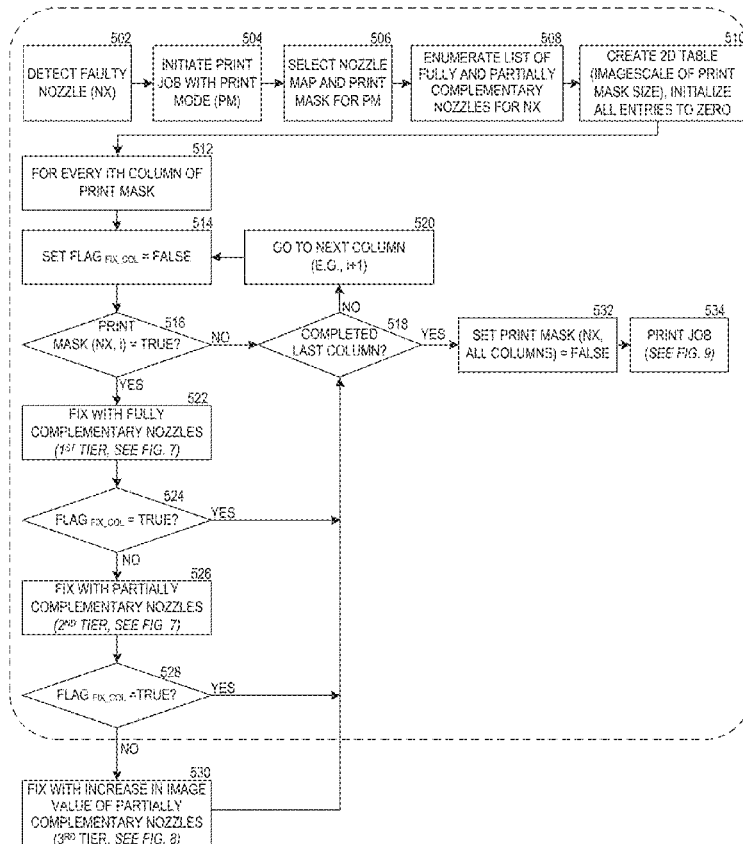 502
DETECT FAULTY
NOZZLE (NX)
504
INITIATE PRINT
JOB WITH PRINT
MODE (PM)
506
SELECT NOZZLE
MAP AND PRINT
MASK FOR PM
508
ENUMERATE LIST OF
FULLY AND PARTIALLY
COMPLEMENTARY
NOZZLES FOR NX
510
CREATE 2D TABLE
(IMAGESCALE OF PRINT
MASK SIZE), INITIALIZE
ALL ENTRIES TO ZERO
512
FOR EVERY ITH COLUMN OF
PRINT MASK
514
SET FLAG FIX_COL = FALSE
520
GO TO NEXT COLUMN
(E.G., i+1)
516
PRINT
MASK (NX, i) = TRUE?
NO
YES
518
COMPLETED
LAST COLUMN?
NO
YES
532
SET PRINT MASK (NX,
ALL COLUMNS) = FALSE
534
PRINT JOB
(SEE FIG. 9)
522
FIX WITH FULLY
COMPLEMENTARY NOZZLES
(1ST TIER, SEE FIG. 7)
524
FLAG FIX_COL = TRUE?
YES
NO
526
FIX WITH PARTIALLY
COMPLEMENTARY NOZZLES
(2ND TIER, SEE FIG. 7)
528
FLAG FIX_COL =TRUE?
YES
NO
530
FIX WITH INCREASE IN IMAGE
VALUE OF PARTIALLY
COMPLEMENTARY NOZZLES
(3RD TIER, SEE FIG. 8)